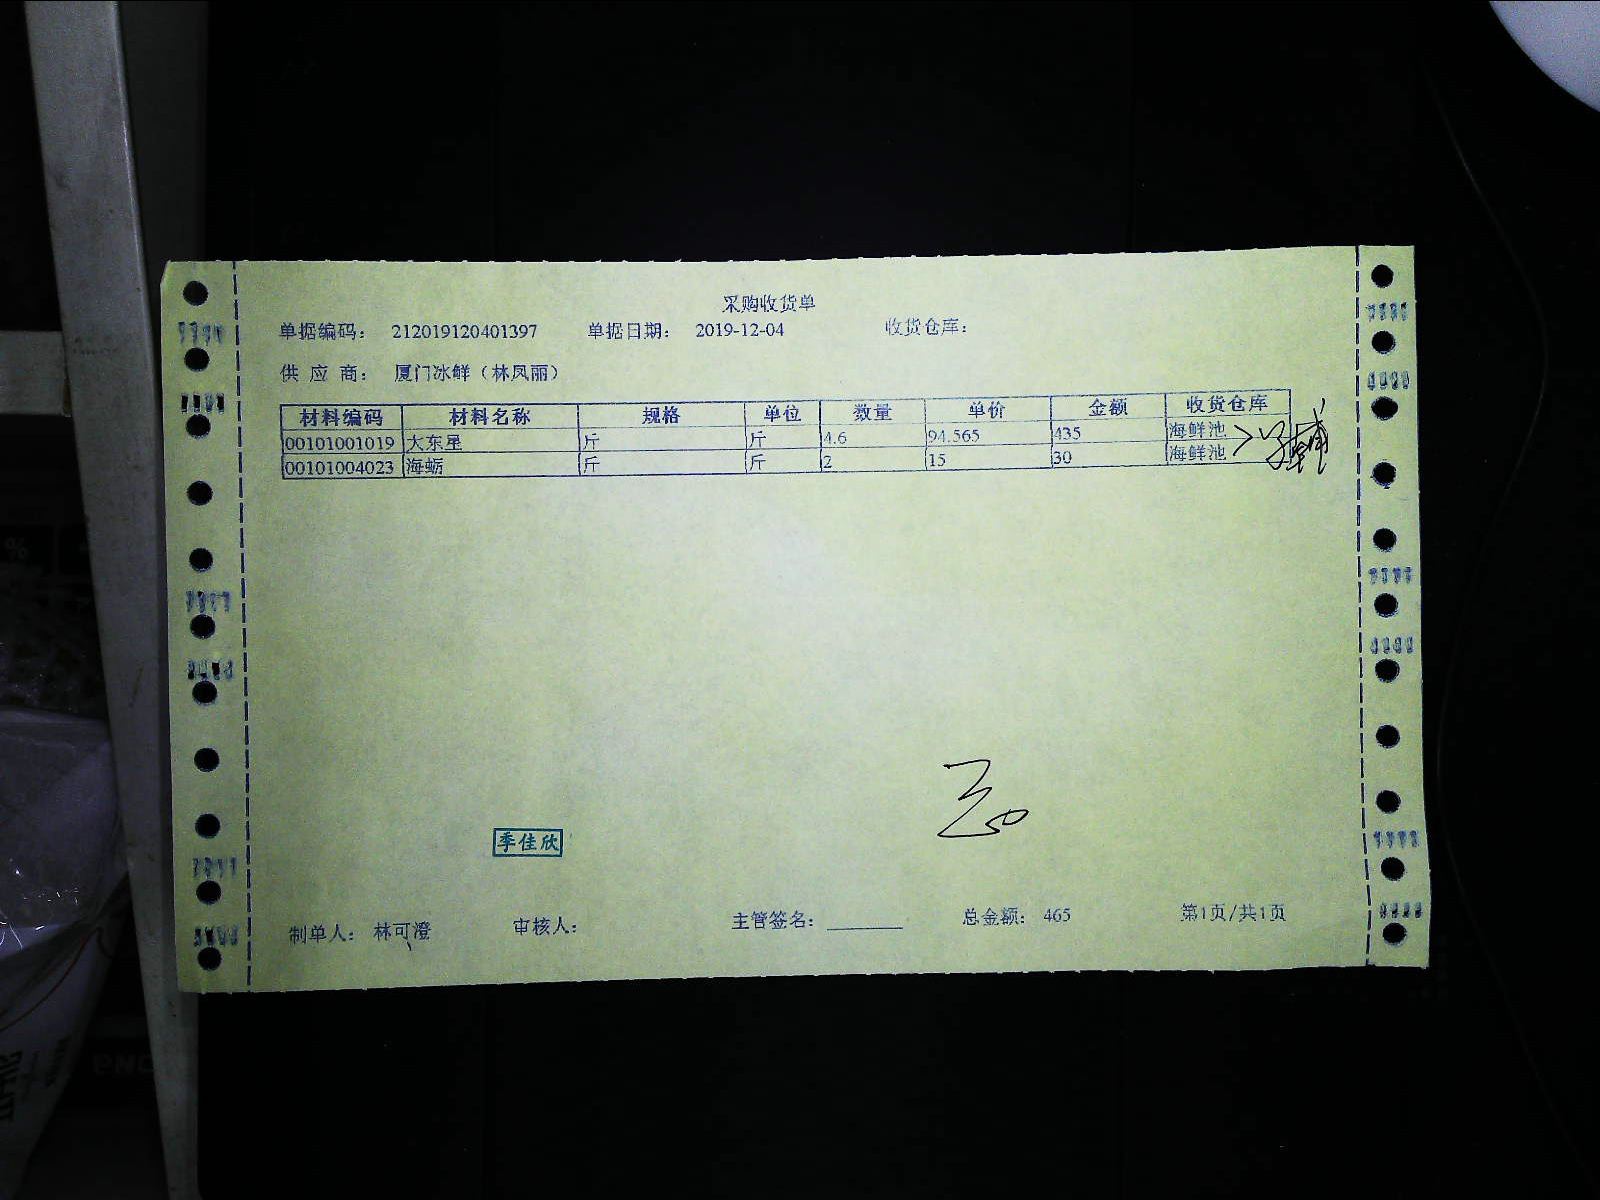 采购收货单
单据编码： 212019120401397 单据日期： 2019-12-04 收货仓库：
供 应 商： 厦门冰鲜（林凤丽）
材料编码 材料名称 规格 单位 数量 单价 金额 收货仓库
00101001019 大东星 斤 斤 4.6 94.565 435 海鲜池
00101004023 海蛎 斤 斤 2 15 30 海鲜池
季佳欣
制单人： 林可澄 审核人： 主管签名： ________ 总金额： 465 第1页/共1页